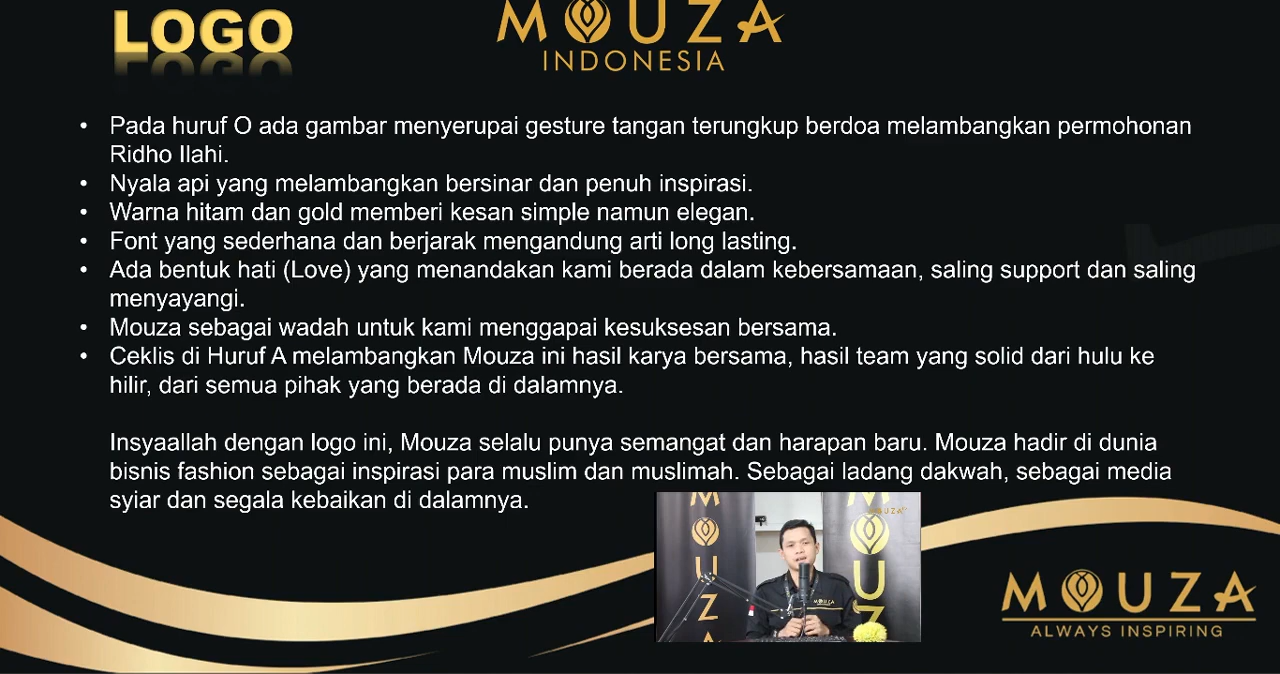 LOGO
MOUZA
INDONESIA
• Pada huruf O ada gambar menyerupai gesture tangan terungkup berdoa melambangkan permohonan
Ridho Ilahi.
• Nyala api yang melambangkan bersinar dan penuh inspirasi.
• Warna hitam dan gold memberi kesan simple namun elegan.
• Font yang sederhana dan berjarak mengandung arti long lasting.
• Ada bentuk hati (Love) yang menandakan kami berada dalam kebersamaan, saling support dan saling
menyayangi.
• Mouza sebagai wadah untuk kami menggapai kesuksesan bersama.
• Ceklis di Huruf A melambangkan Mouza ini hasil karya bersama, hasil team yang solid dari hulu ke
hilir, dari semua pihak yang berada di dalamnya.
Insyaallah dengan logo ini, Mouza selalu punya semangat dan harapan baru. Mouza hadir di dunia
bisnis fashion sebagai inspirasi para muslim dan muslimah. Sebagai ladang dakwah, sebagai media
syiar dan segala kebaikan di dalamnya.
MOUZA
MOUZ
MOUZA
MOUZA
MOUZA
ALWAYS INSPIRING